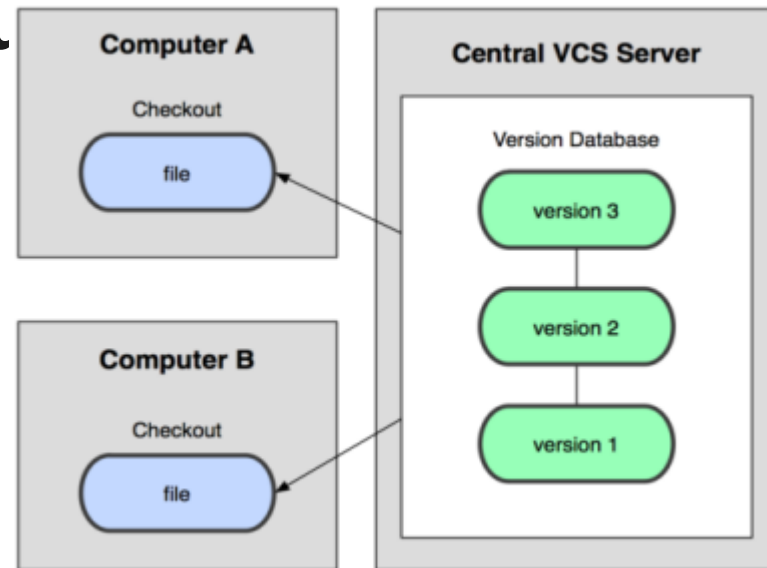 Computer A
Checkout
file
Computer B
Checkout
file
Central VCS Server
Version Database
version 3
version 2
version 1